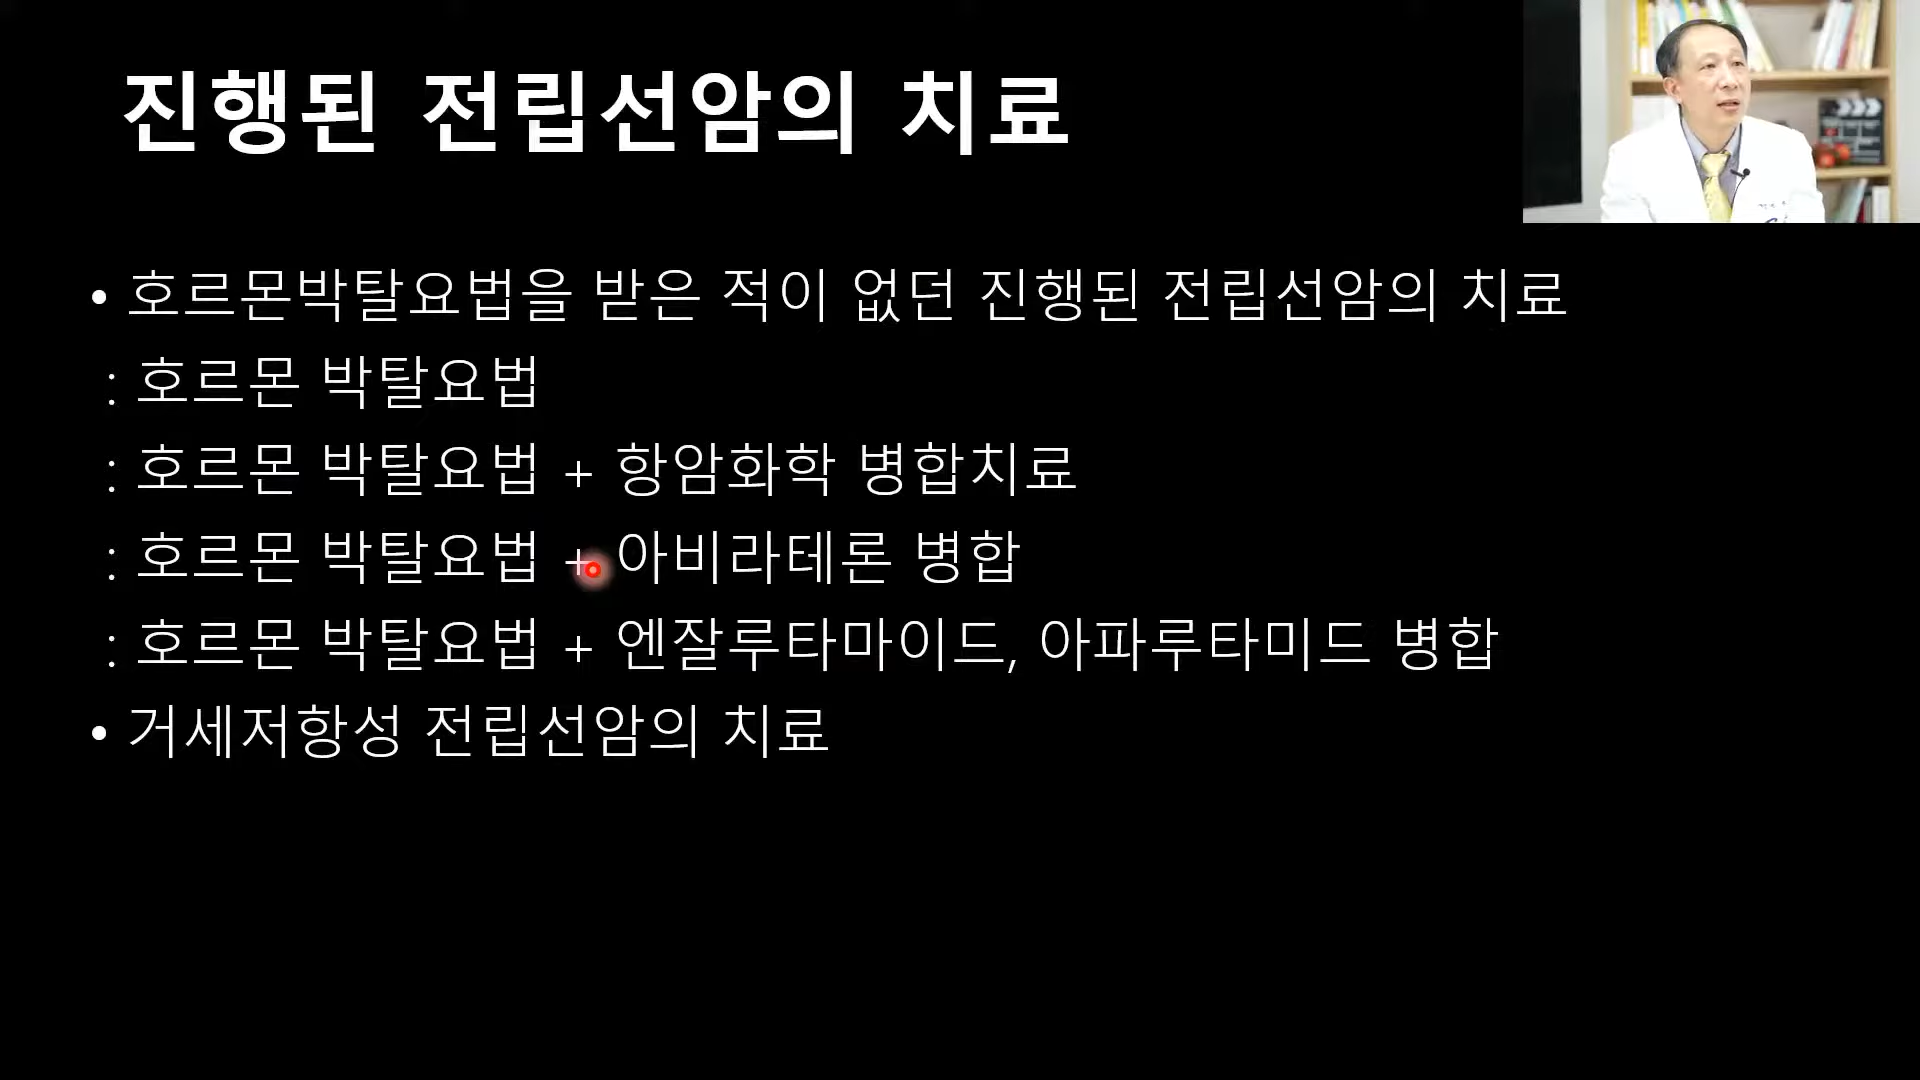 진행된 전립선암의 치료
• 호르몬박탈요법을 받은 적이 없던 진행된 전립선암의 치료
: 호르몬 박탈요법
: 호르몬 박탈요법 + 항암화학 병합치료
: 호르몬 박탈요법 + 아비라테론 병합
: 호르몬 박탈요법 + 엔잘루타마이드, 아파루타미드 병합
• 거세저항성 전립선암의 치료